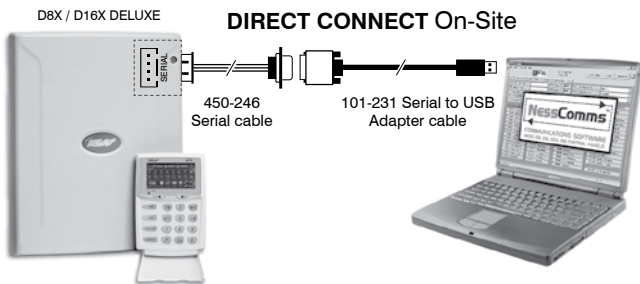 D8X / D16X DELUXE
DIRECT CONNECT On-Site
SERIAL
450-246
Serial cable
101-231 Serial to USB
Adapter cable
NessComms
COMMUNICATIONS SOFTWARE